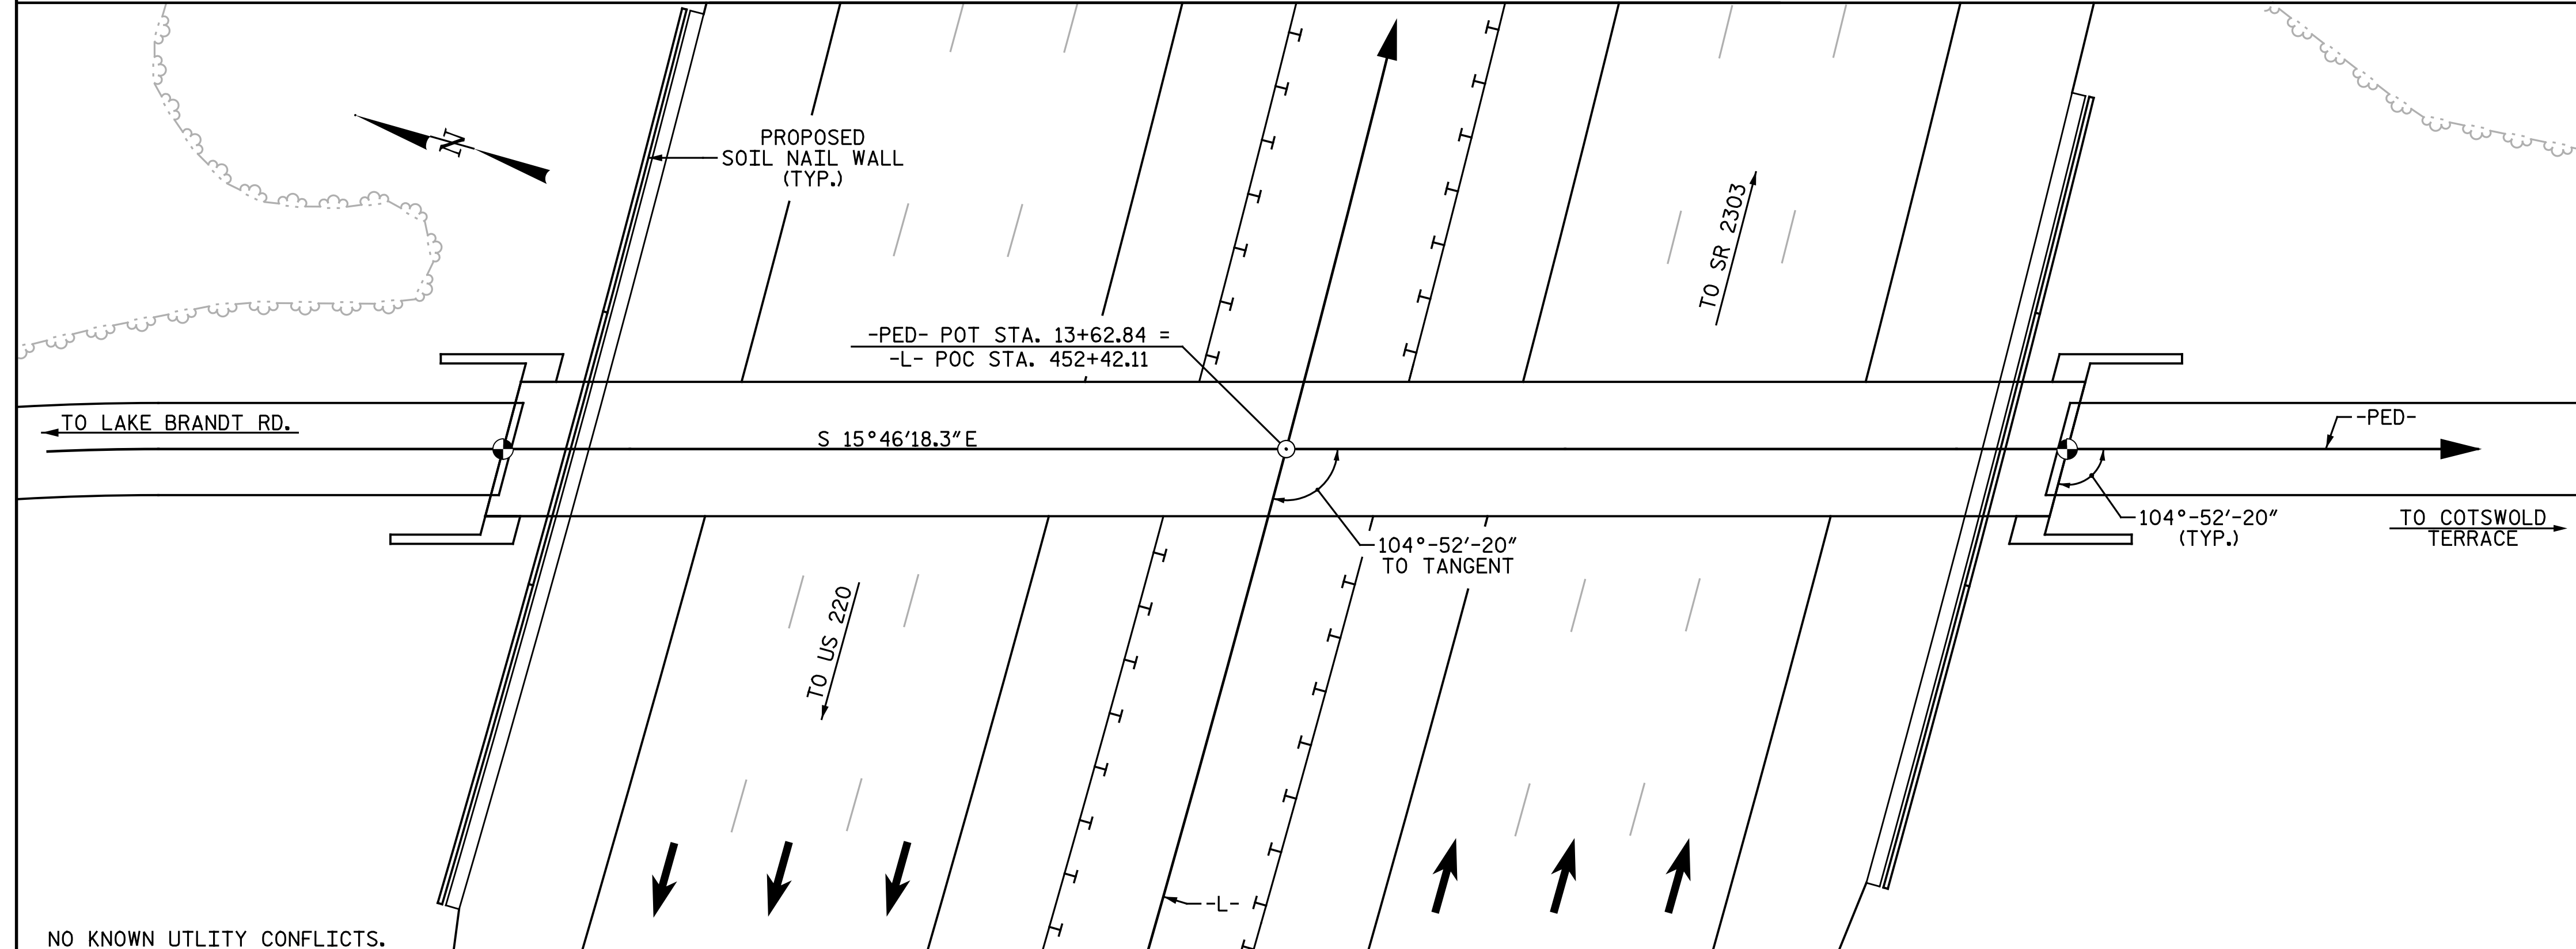 N
PROPOSED
SOIL NAIL WALL
(TYP.)
TO SR 2303
-PED- POT STA. 13+62.84 =
-L- POC STA. 452+42.11
TO LAKE BRANDT RD.
S 15°46'18.3" E
-PED-
104°-52'-20"
TO TANGENT
104°-52'-20"
(TYP.)
TO COTSWOLD
TERRACE
TO US 220
-L-
NO KNOWN UTLITY CONFLICTS.